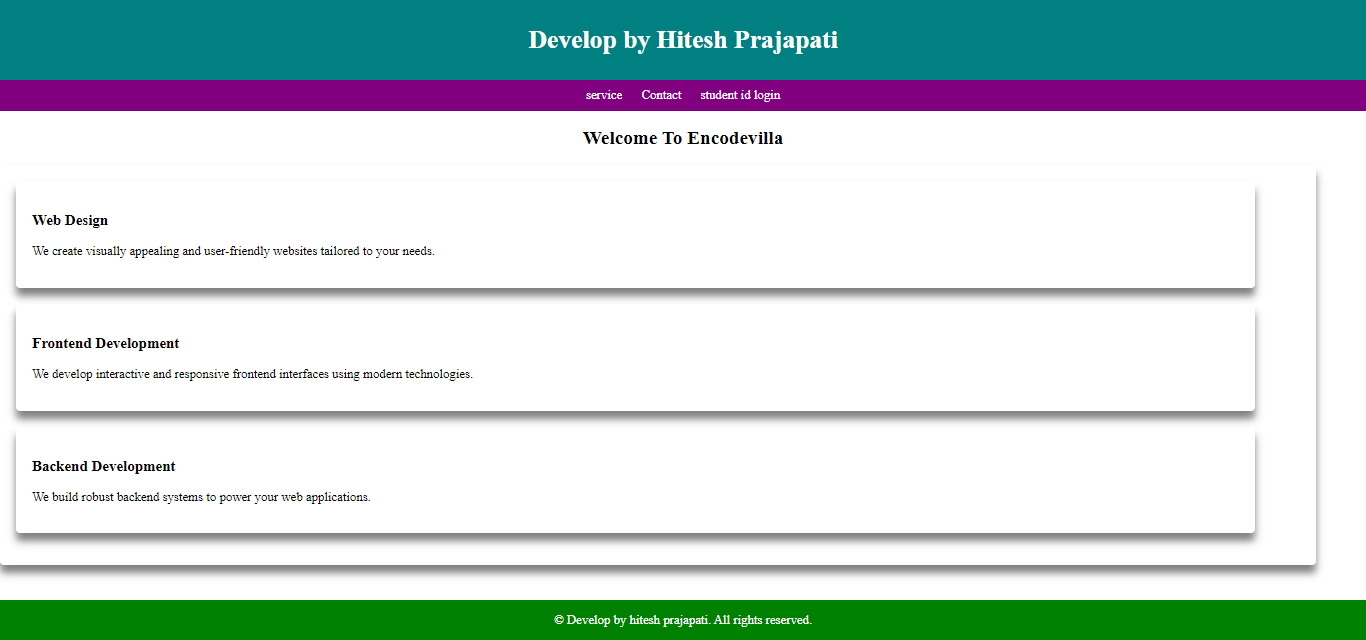 Develop by Hitesh Prajapati
service Contact student id login
Welcome To Encodevilla
Web Design
We create visually appealing and user-friendly websites tailored to your needs.
Frontend Development
We develop interactive and responsive frontend interfaces using modern technologies.
Backend Development
We build robust backend systems to power your web applications.
© Develop by hitesh prajapati. All rights reserved.